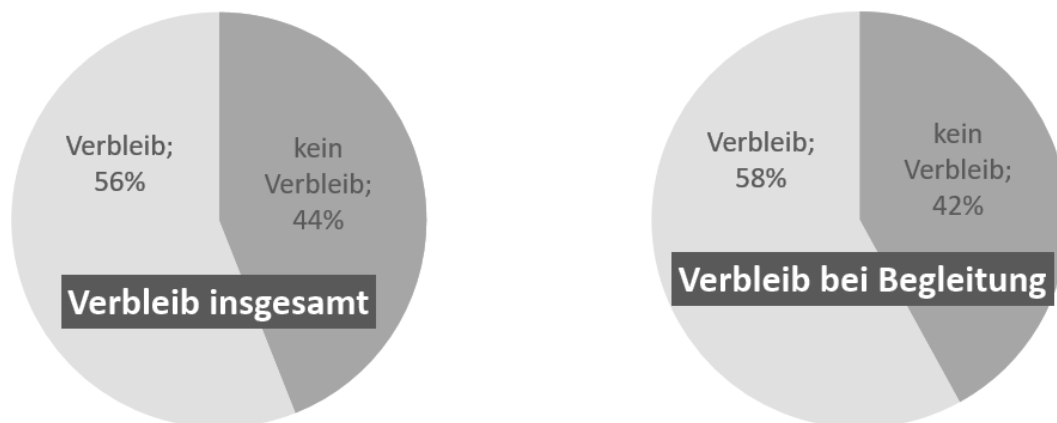 Verbleib;
56%
kein
Verbleib;
44%
Verbleib insgesamt
Verbleib;
58%
kein
Verbleib;
42%
Verbleib bei Begleitung